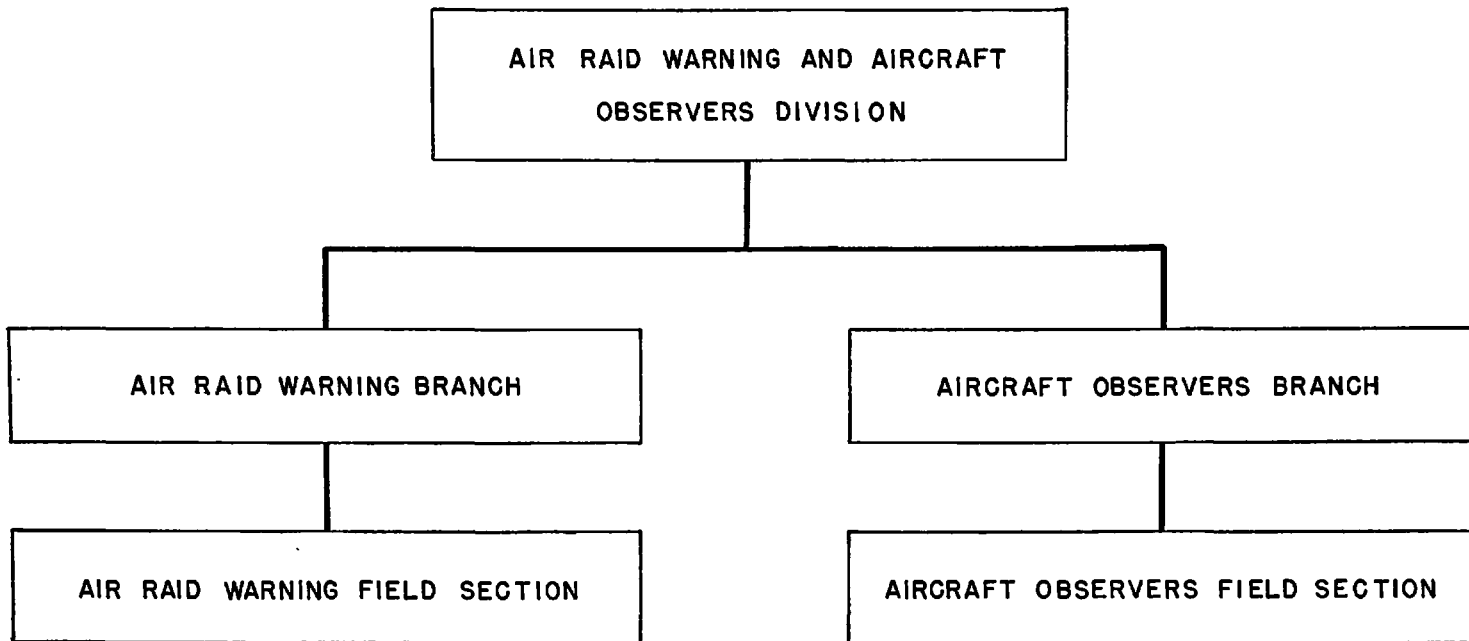 AIR RAID WARNING AND AIRCRAFT
OBSERVERS DIVISION
AIR RAID WARNING BRANCH
AIRCRAFT OBSERVERS BRANCH
AIR RAID WARNING FIELD SECTION
AIRCRAFT OBSERVERS FIELD SECTION